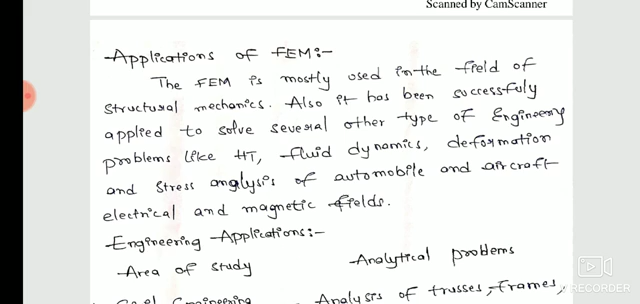 Scanned by CamScanner
Applications of FEM:-
The FEM is mostly used in the field of
structural mechanics. Also it has been successfuly
applied to solve several other type of Engineering
problems like HT, fluid dynamics, deformation
and stress analysis of automobile and aircraft
electrical and magnetic fields.
Engineering Applications:-
Area of study Analytical problems
Engineering Analysis of trusses, frames,
RECORDER